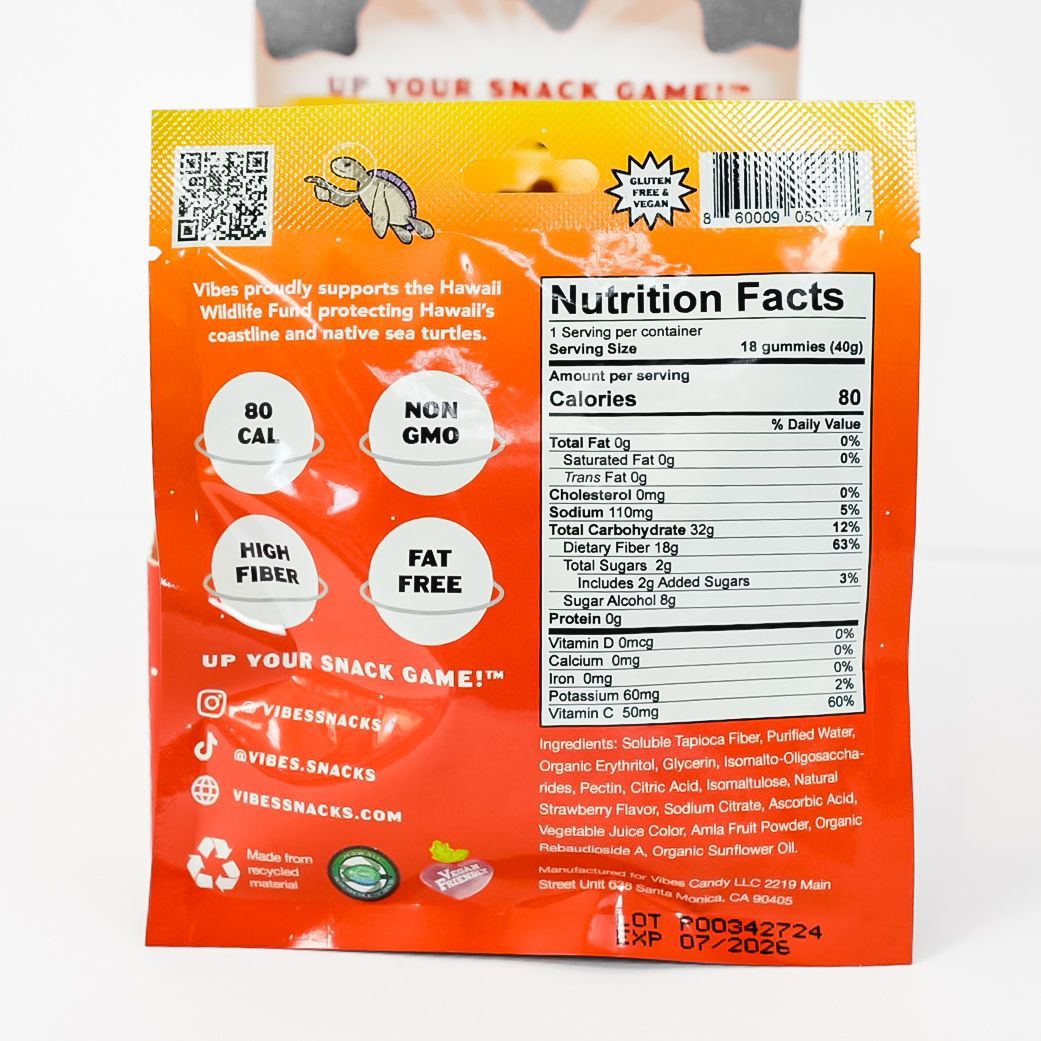 UP YOUR SNACK GAME!™
GLUTEN
FREE &
VEGAN
8 60009 7
Vibes proudly supports the Hawaii
Wildlife Fund protecting Hawaii's
coastline and native sea turtles.
80
CAL
NON
GMO
HIGH
FIBER
FAT
FREE
UP YOUR SNACK GAME!™
@VIBESSNACKS
@VIBES.SNACKS
VIBESSNACKS.COM
Made from
recycled
material
HAWAII
VEGAN
FRIENDLY
Nutrition Facts
1 Serving per container
Serving Size 18 gummies (40g)
Amount per serving
Calories 80
% Daily Value
Total Fat 0g 0%
Saturated Fat 0g 0%
Trans Fat 0g
Cholesterol 0mg 0%
Sodium 110mg 5%
Total Carbohydrate 32g 12%
Dietary Fiber 18g 63%
Total Sugars 2g
Includes 2g Added Sugars 3%
Sugar Alcohol 8g
Protein 0g
Vitamin D 0mcg 0%
Calcium 0mg 0%
Iron 0mg 0%
Potassium 60mg 2%
Vitamin C 50mg 60%
Ingredients: Soluble Tapioca Fiber, Purified Water,
Organic Erythritol, Glycerin, Isomalto-Oligosaccha-
rides, Pectin, Citric Acid, Isomaltulose, Natural
Strawberry Flavor, Sodium Citrate, Ascorbic Acid,
Vegetable Juice Color, Amla Fruit Powder, Organic
Rebaudioside A, Organic Sunflower Oil.
Manufactured for Vibes Candy LLC 2219 Main
Street Unit Santa Monica, CA 90405
LOT P00342724
EXP 07/2026